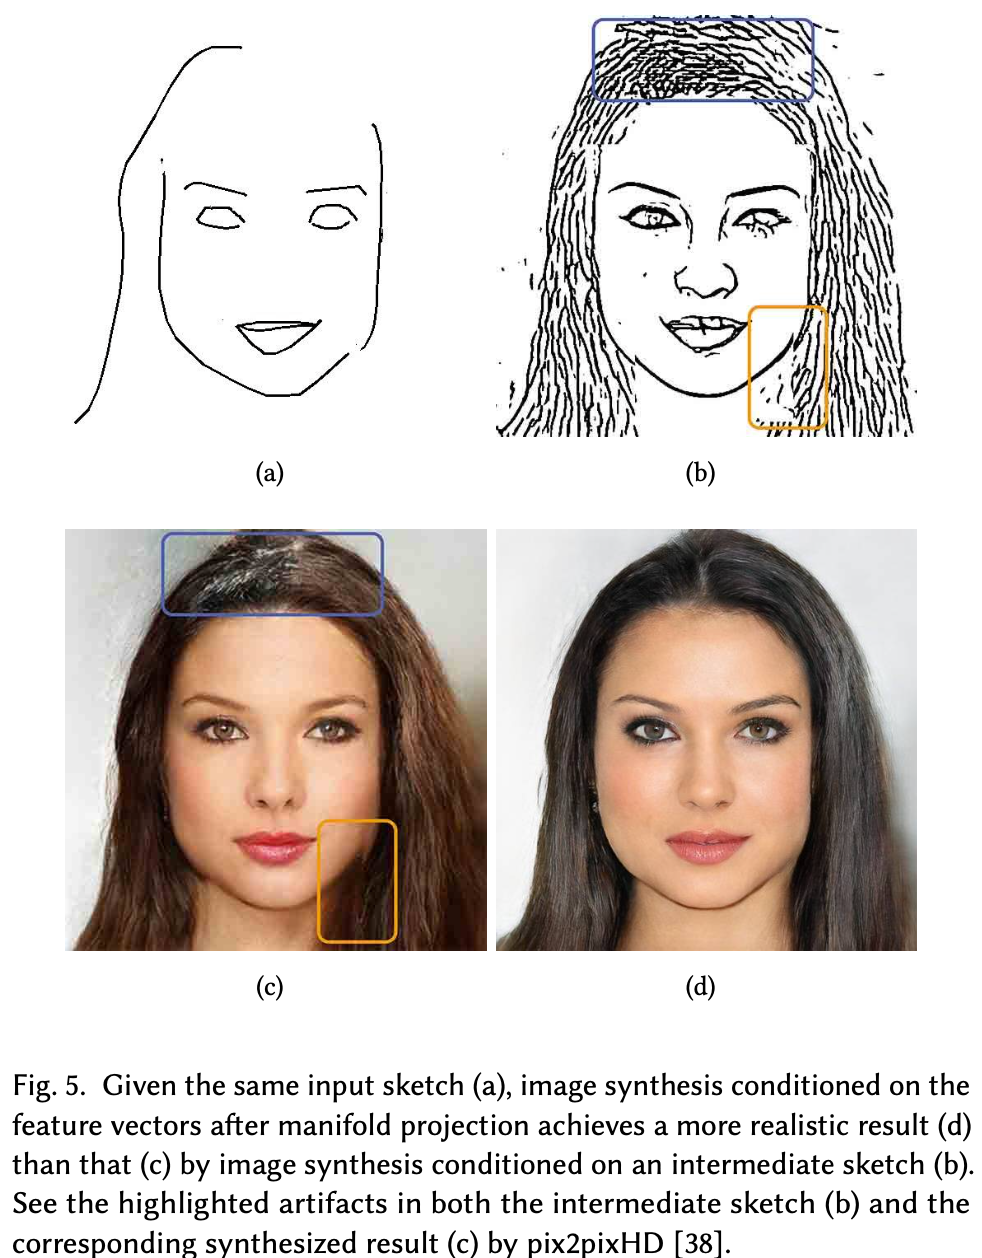 (a)
(b)
(c)
(d)
Fig. 5. Given the same input sketch (a), image synthesis conditioned on the
feature vectors after manifold projection achieves a more realistic result (d)
than that (c) by image synthesis conditioned on an intermediate sketch (b).
See the highlighted artifacts in both the intermediate sketch (b) and the
corresponding synthesized result (c) by pix2pixHD [38].